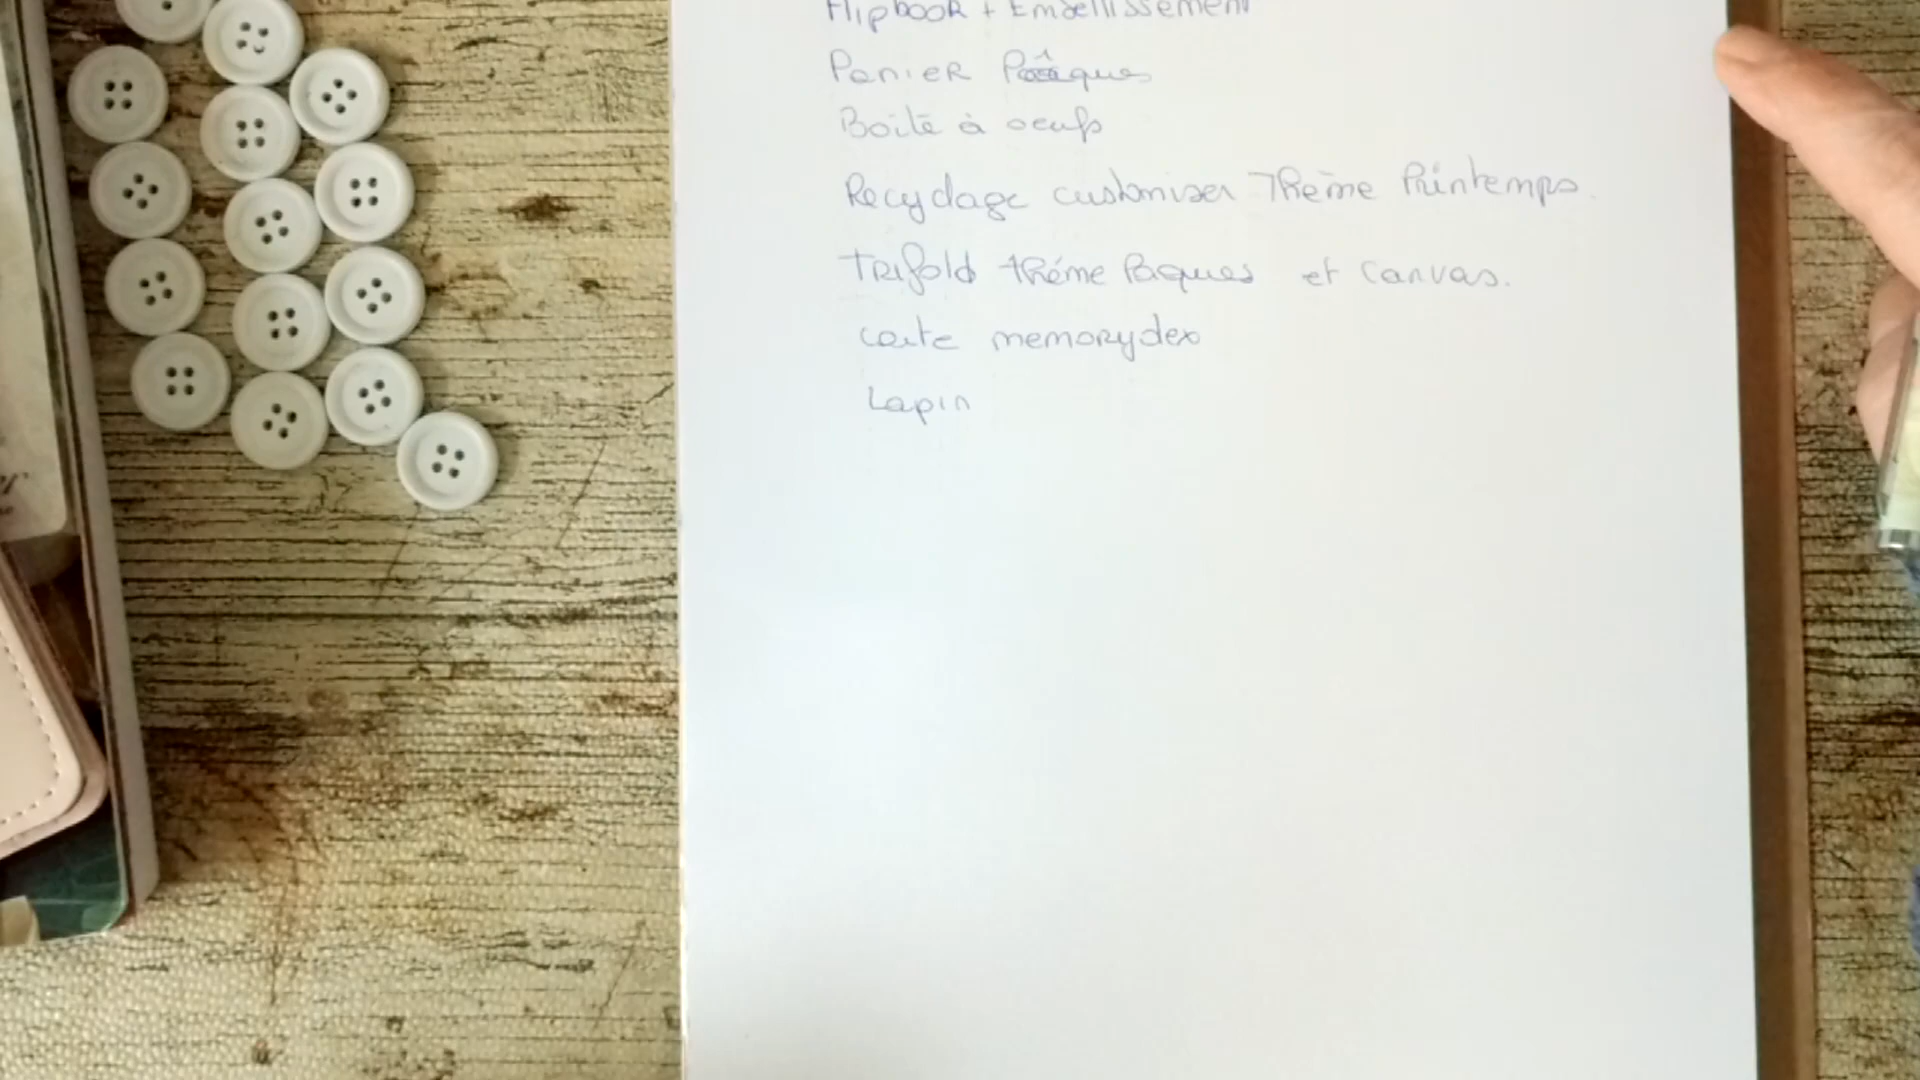 Flipbook + Embellissement
Panier Pâques
Boîte à oeufs
Recyclage customiser Thème Printemps.
Trifold thème Pâques et Canvas.
carte memorydex
Lapin